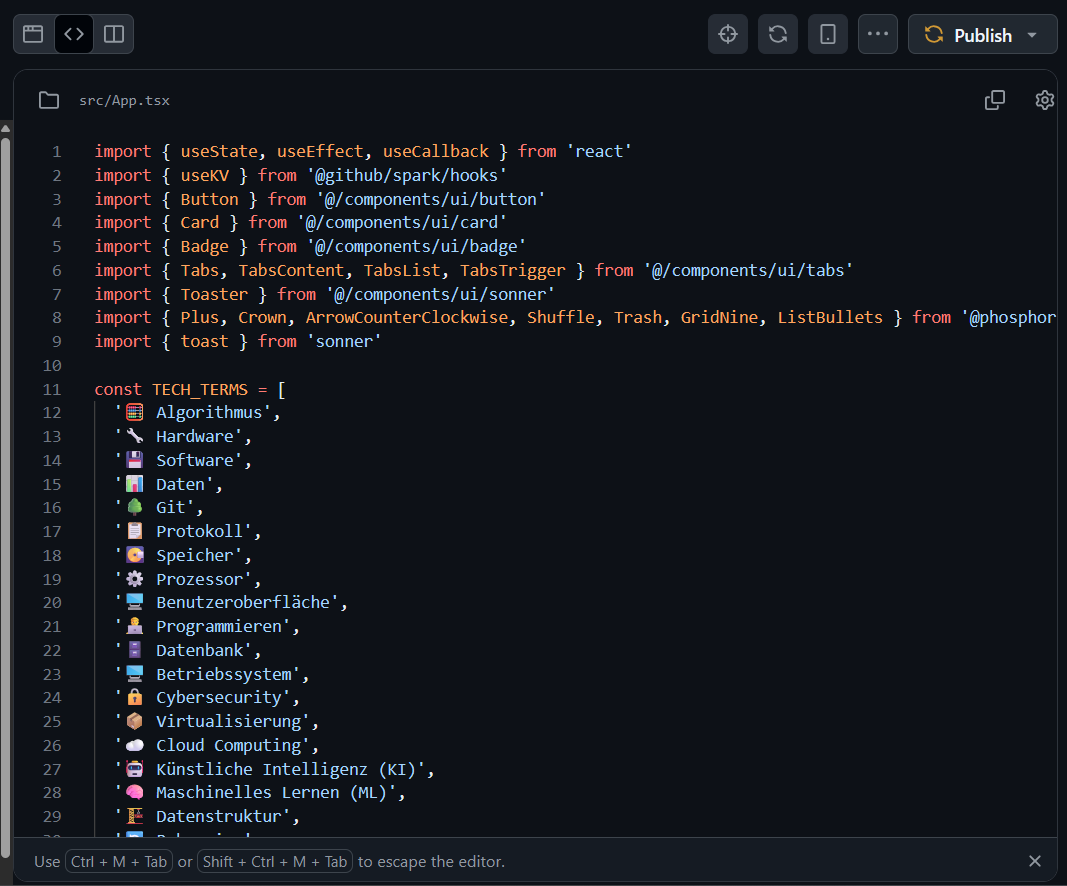 Publish
src/App.tsx
1 import { useState, useEffect, useCallback } from 'react'
2 import { useKV } from '@github/spark/hooks'
3 import { Button } from '@/components/ui/button'
4 import { Card } from '@/components/ui/card'
5 import { Badge } from '@/components/ui/badge'
6 import { Tabs, TabsContent, TabsList, TabsTrigger } from '@/components/ui/tabs'
7 import { Toaster } from '@/components/ui/sonner'
8 import { Plus, Crown, ArrowCounterClockwise, Shuffle, Trash, GridNine, ListBullets } from '@phosphor
9 import { toast } from 'sonner'
10
11 const TECH_TERMS = [
12 '🧮 Algorithmus',
13 '🔧 Hardware',
14 '💾 Software',
15 '📊 Daten',
16 '🌳 Git',
17 '📋 Protokoll',
18 '💽 Speicher',
19 '⚙️ Prozessor',
20 '🖥️ Benutzeroberfläche',
21 '🧑‍💻 Programmieren',
22 '🗄️ Datenbank',
23 '🖥️ Betriebssystem',
24 '🔒 Cybersecurity',
25 '📦 Virtualisierung',
26 '☁️ Cloud Computing',
27 '🤖 Künstliche Intelligenz (KI)',
28 '🧠 Maschinelles Lernen (ML)',
29 '🏗️ Datenstruktur',
Use Ctrl + M + Tab or Shift + Ctrl + M + Tab to escape the editor.